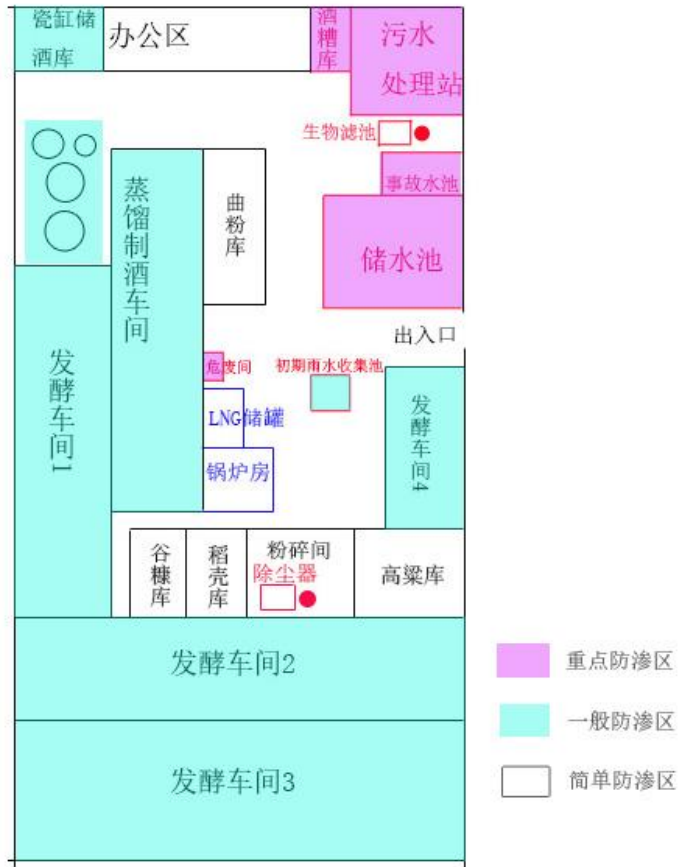 瓷缸储
酒库
办公区
酒糟库
污水
处理站
生物滤池
事故水池
储水池
蒸馏制酒车间
曲粉库
出入口
发酵车间1
危废间
初期雨水收集池
LNG储罐
锅炉房
发酵车间4
谷糠库
稻壳库
粉碎间
除尘器
高粱库
发酵车间2
发酵车间3
重点防渗区
一般防渗区
简单防渗区